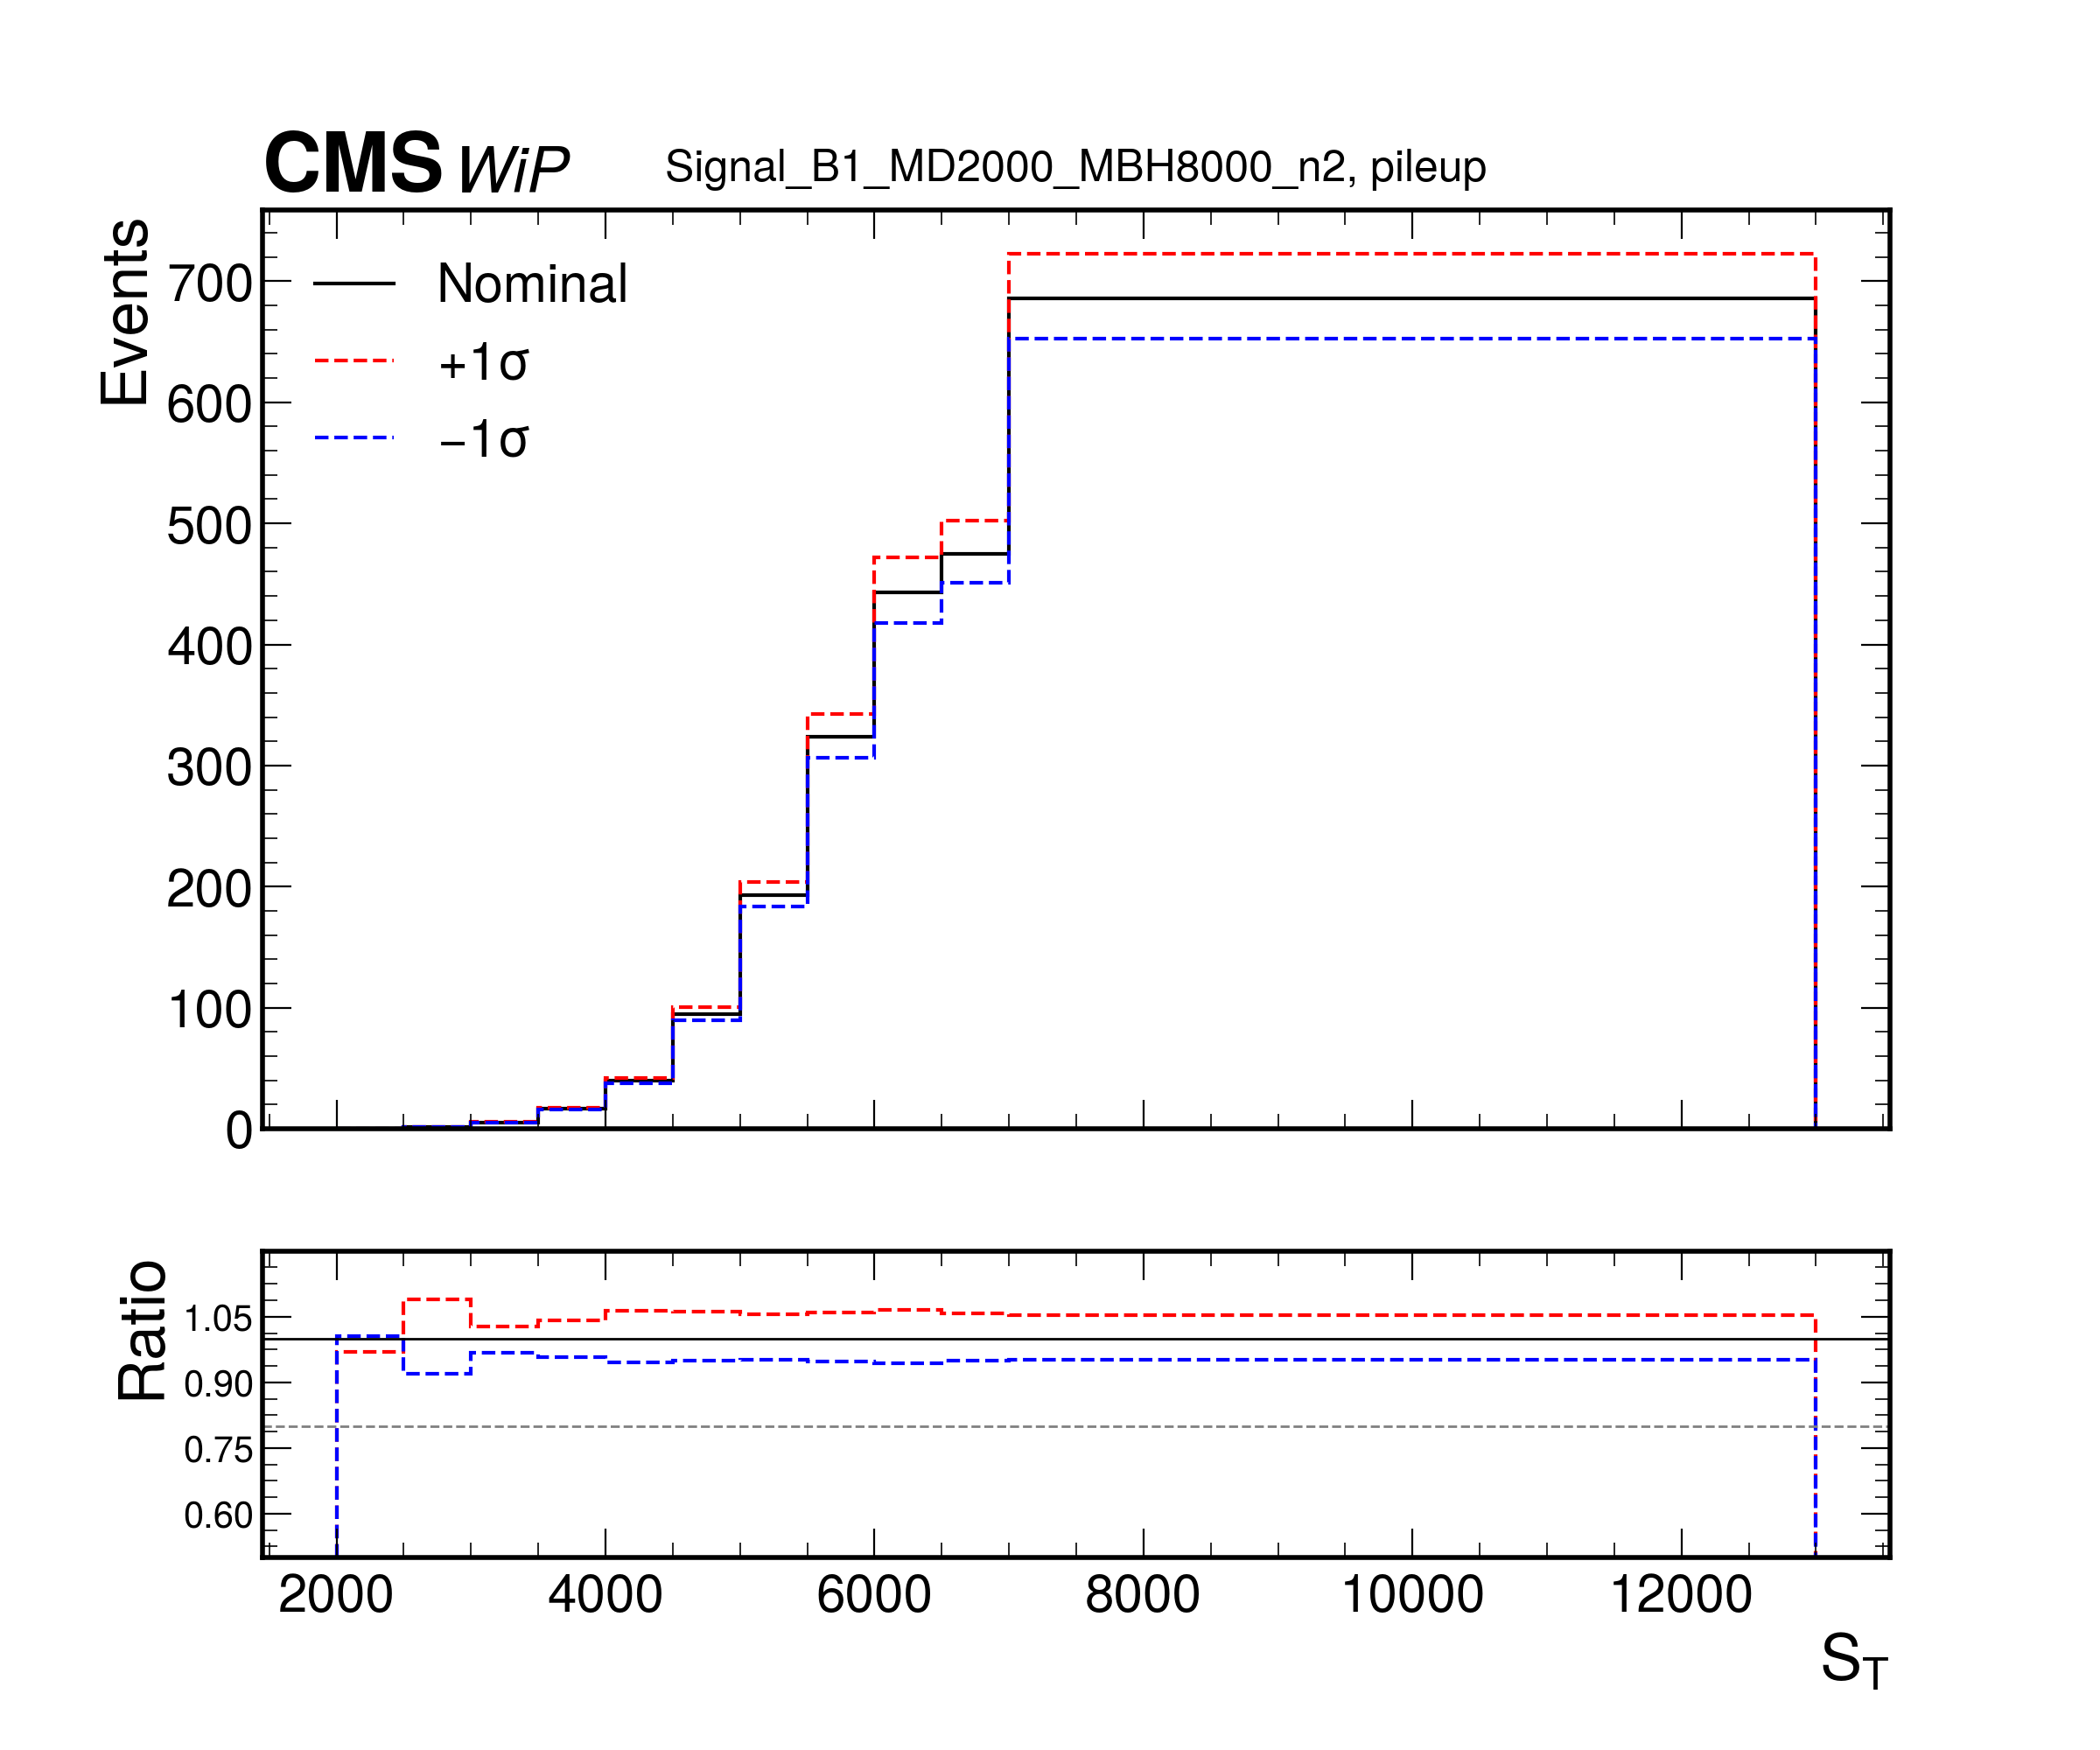 CMS WiP Signal_B1_MD2000_MBH8000_n2, pileup
Events
700
600
500
400
300
200
100
0
Nominal
+1σ
−1σ
Ratio
1.05
0.90
0.75
0.60
2000 4000 6000 8000 10000 12000
S_T